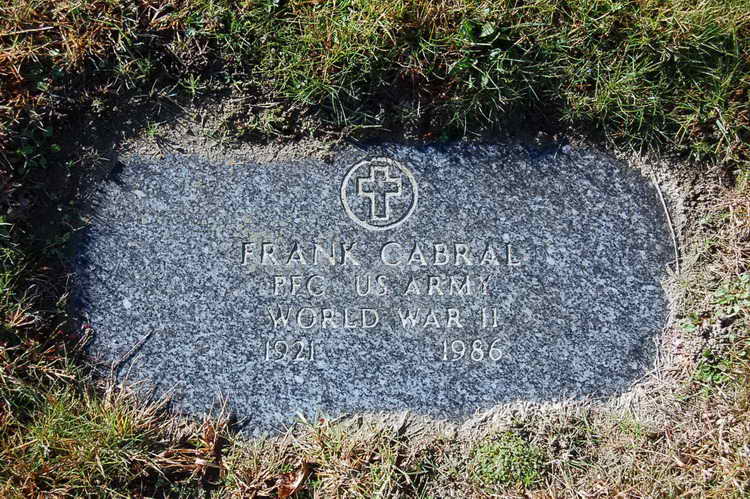 FRANK CABRAL
PFC US ARMY
WORLD WAR II
1921 1986